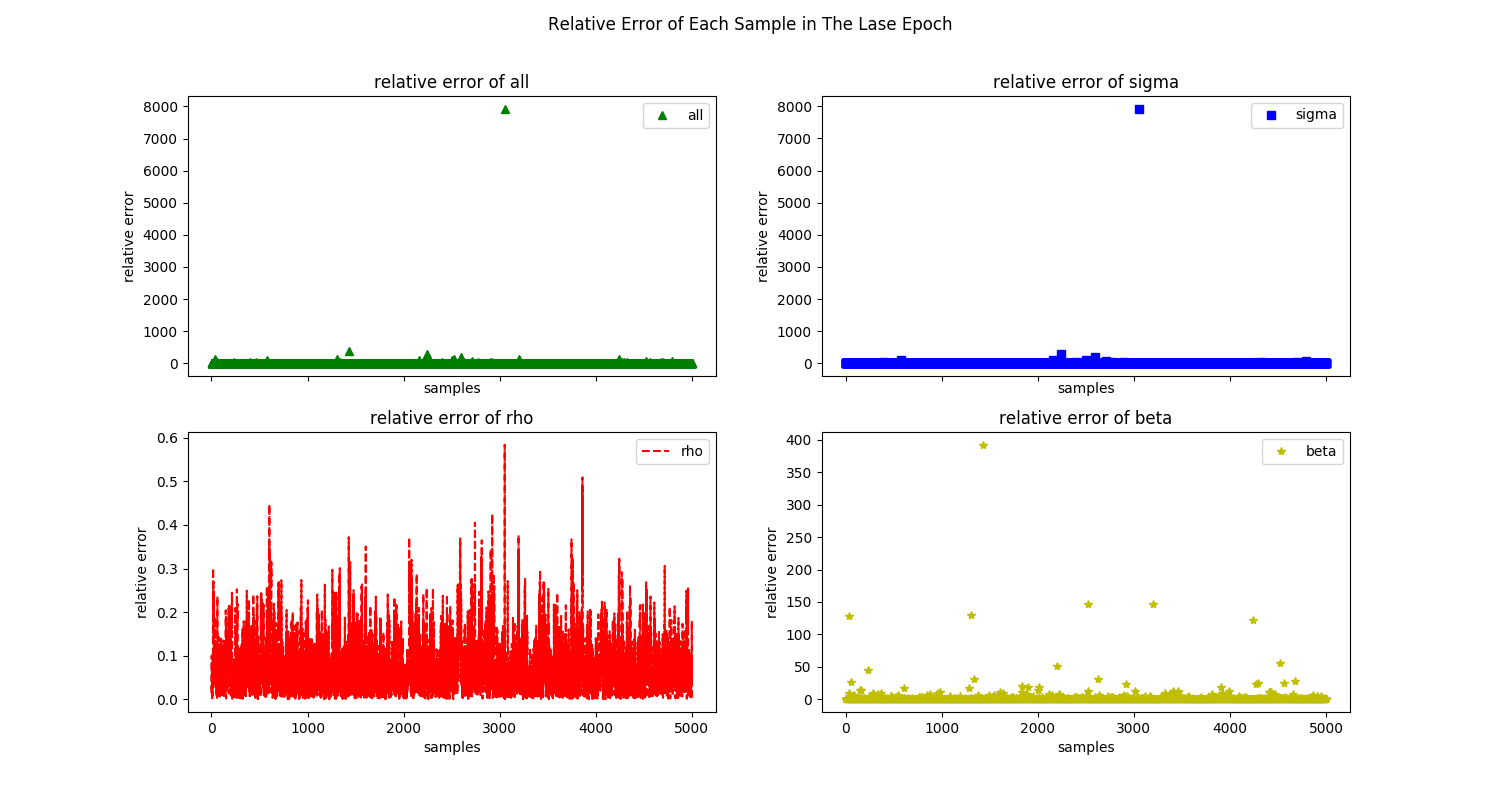 Relative Error of Each Sample in The Lase Epoch
relative error of all
8000
7000
6000
5000
4000
3000
2000
1000
0
relative error
samples
all
relative error of sigma
8000
7000
6000
5000
4000
3000
2000
1000
0
relative error
samples
sigma
relative error of rho
0.6
0.5
0.4
0.3
0.2
0.1
0.0
relative error
0 1000 2000 3000 4000 5000
samples
rho
relative error of beta
400
350
300
250
200
150
100
50
0
relative error
0 1000 2000 3000 4000 5000
samples
beta